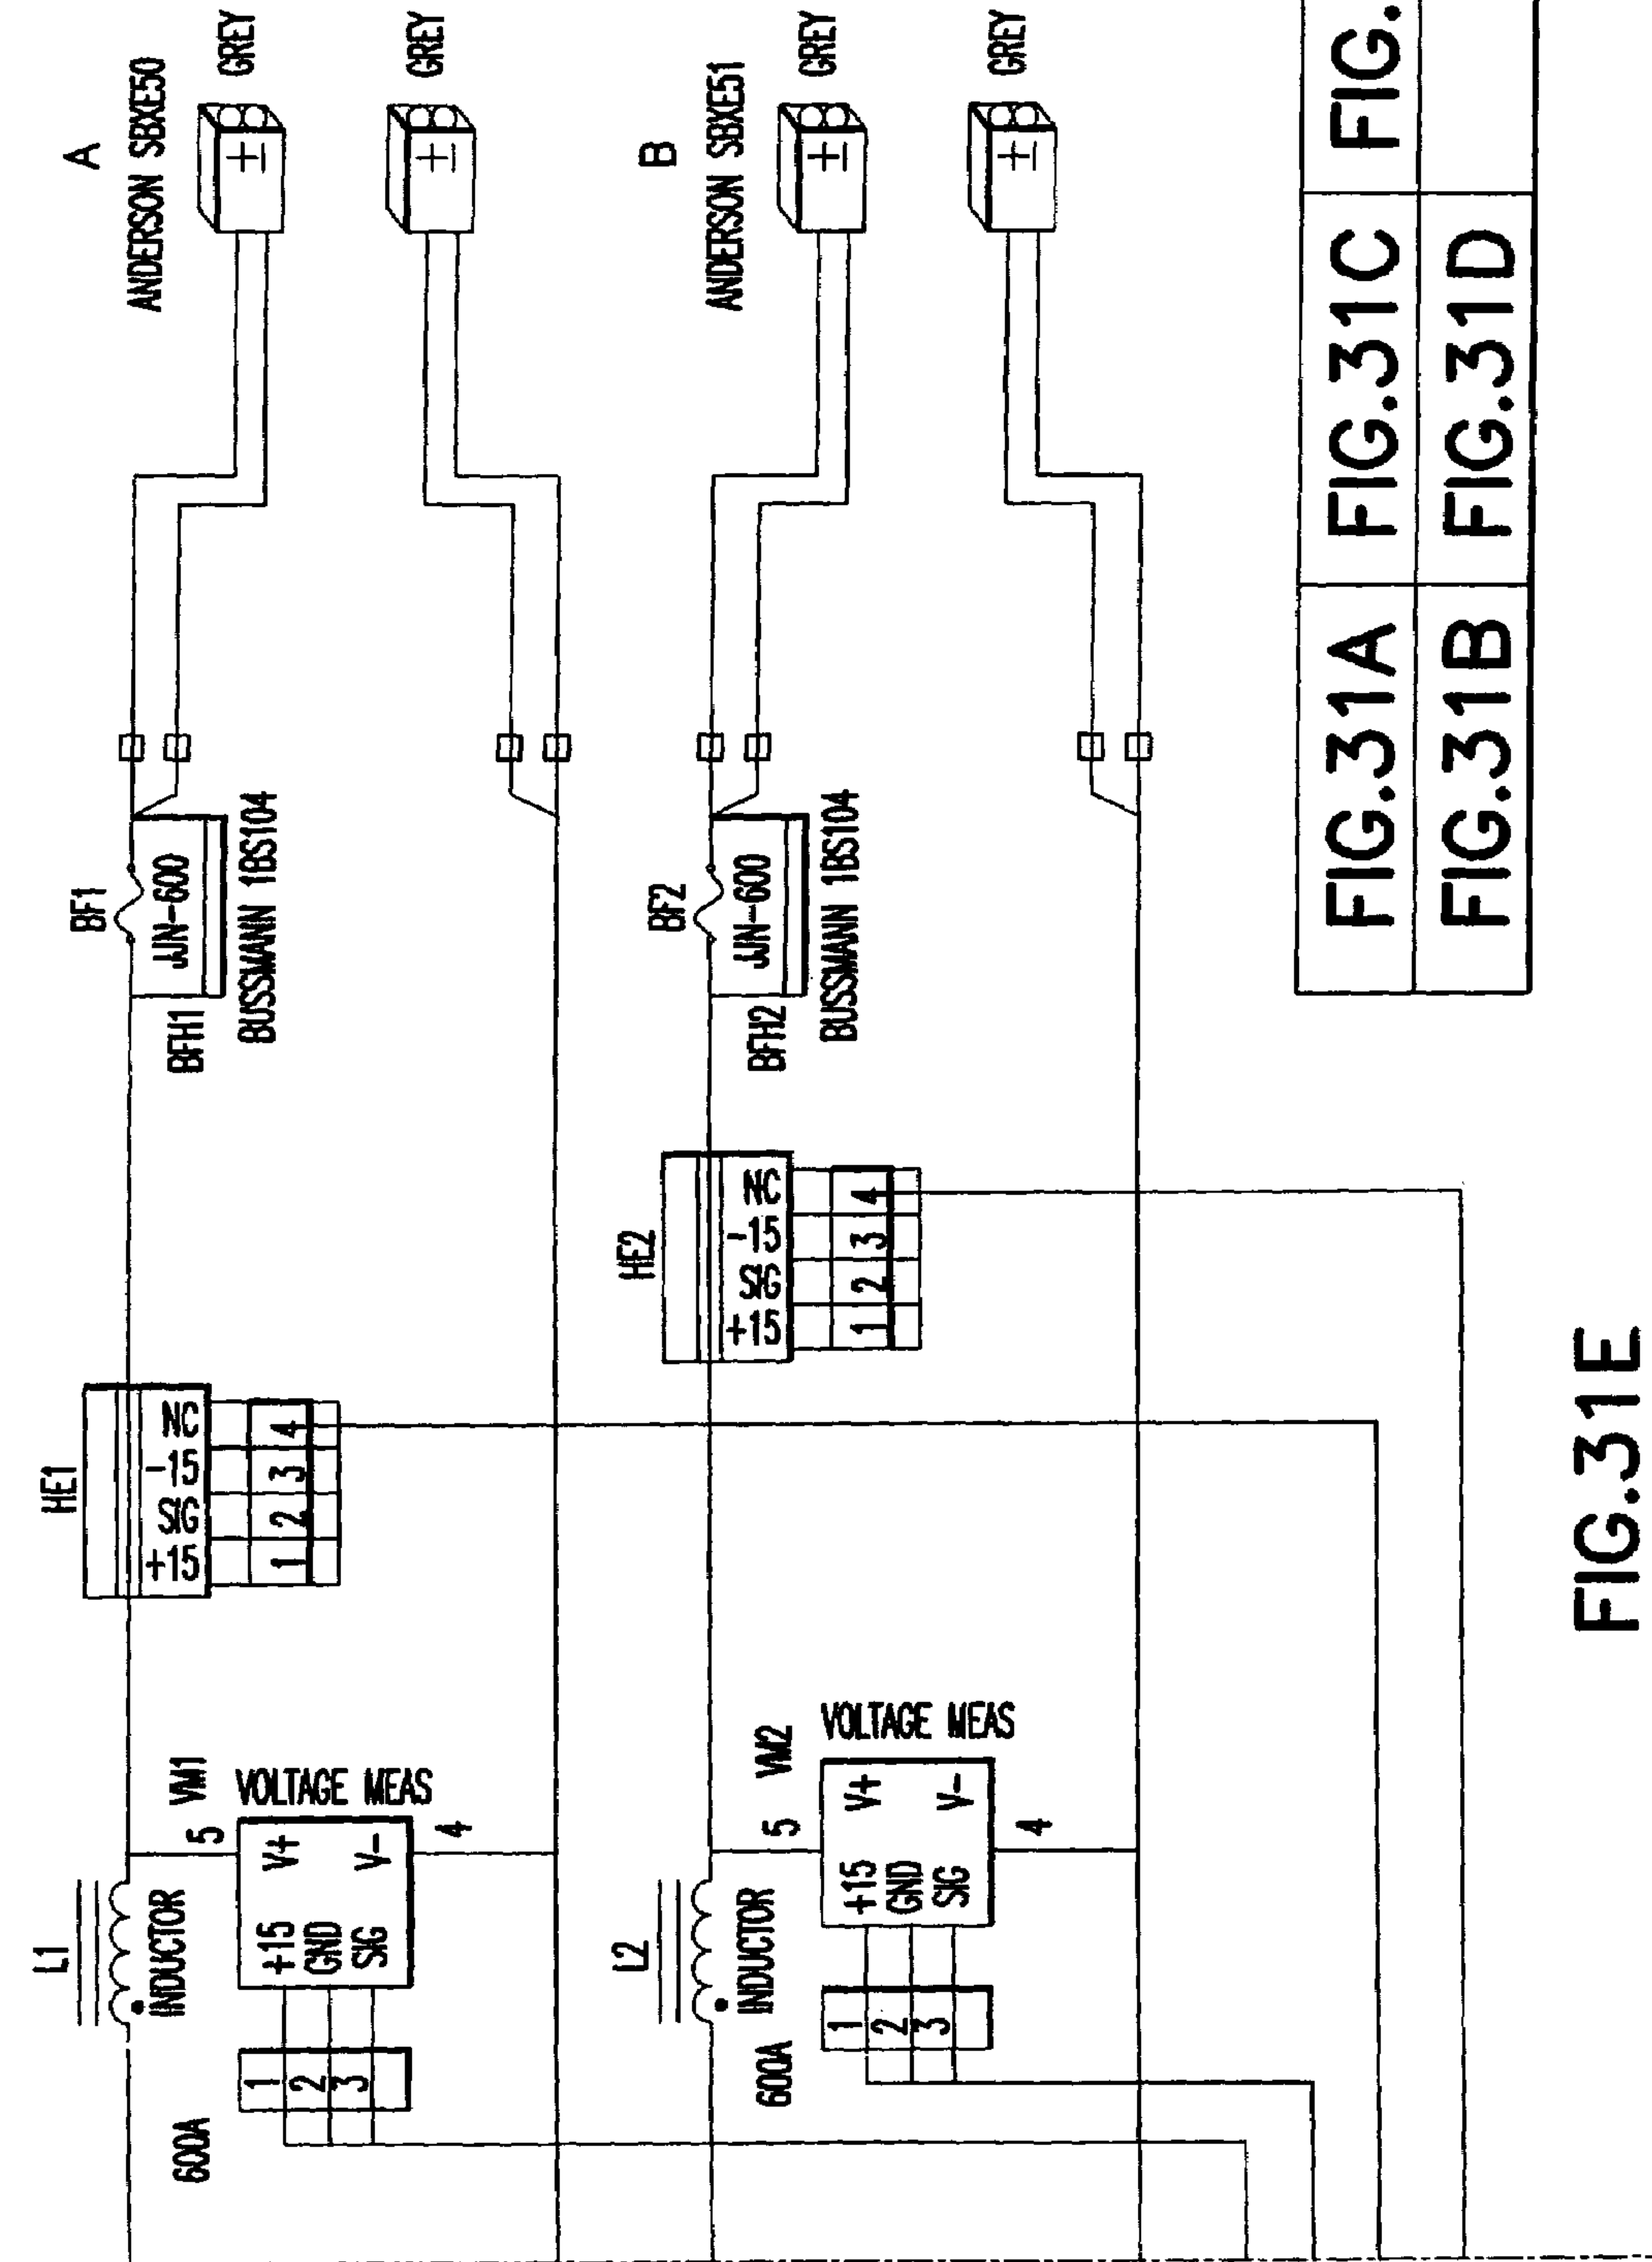 A
ANDERSON SBXE50
GREY
GREY
BF1
JJN-600
BFH1
BUSSMANN 1BS104
HE1
+15 SIG -15 NC
1 2 3 4
L1
INDUCTOR
600A
VM1
VOLTAGE MEAS
5
V+
V-
4
+15
GND
SIG
1
2
3
B
ANDERSON SBXE51
GREY
GREY
BF2
JJN-600
BFH2
BUSSMANN 1BS104
HE2
+15 SIG -15 NC
1 2 3 4
L2
INDUCTOR
600A
VM2
VOLTAGE MEAS
5
V+
V-
4
+15
GND
SIG
1
2
3
FIG.31A FIG.31C FIG.
FIG.31B FIG.31D
FIG.31E